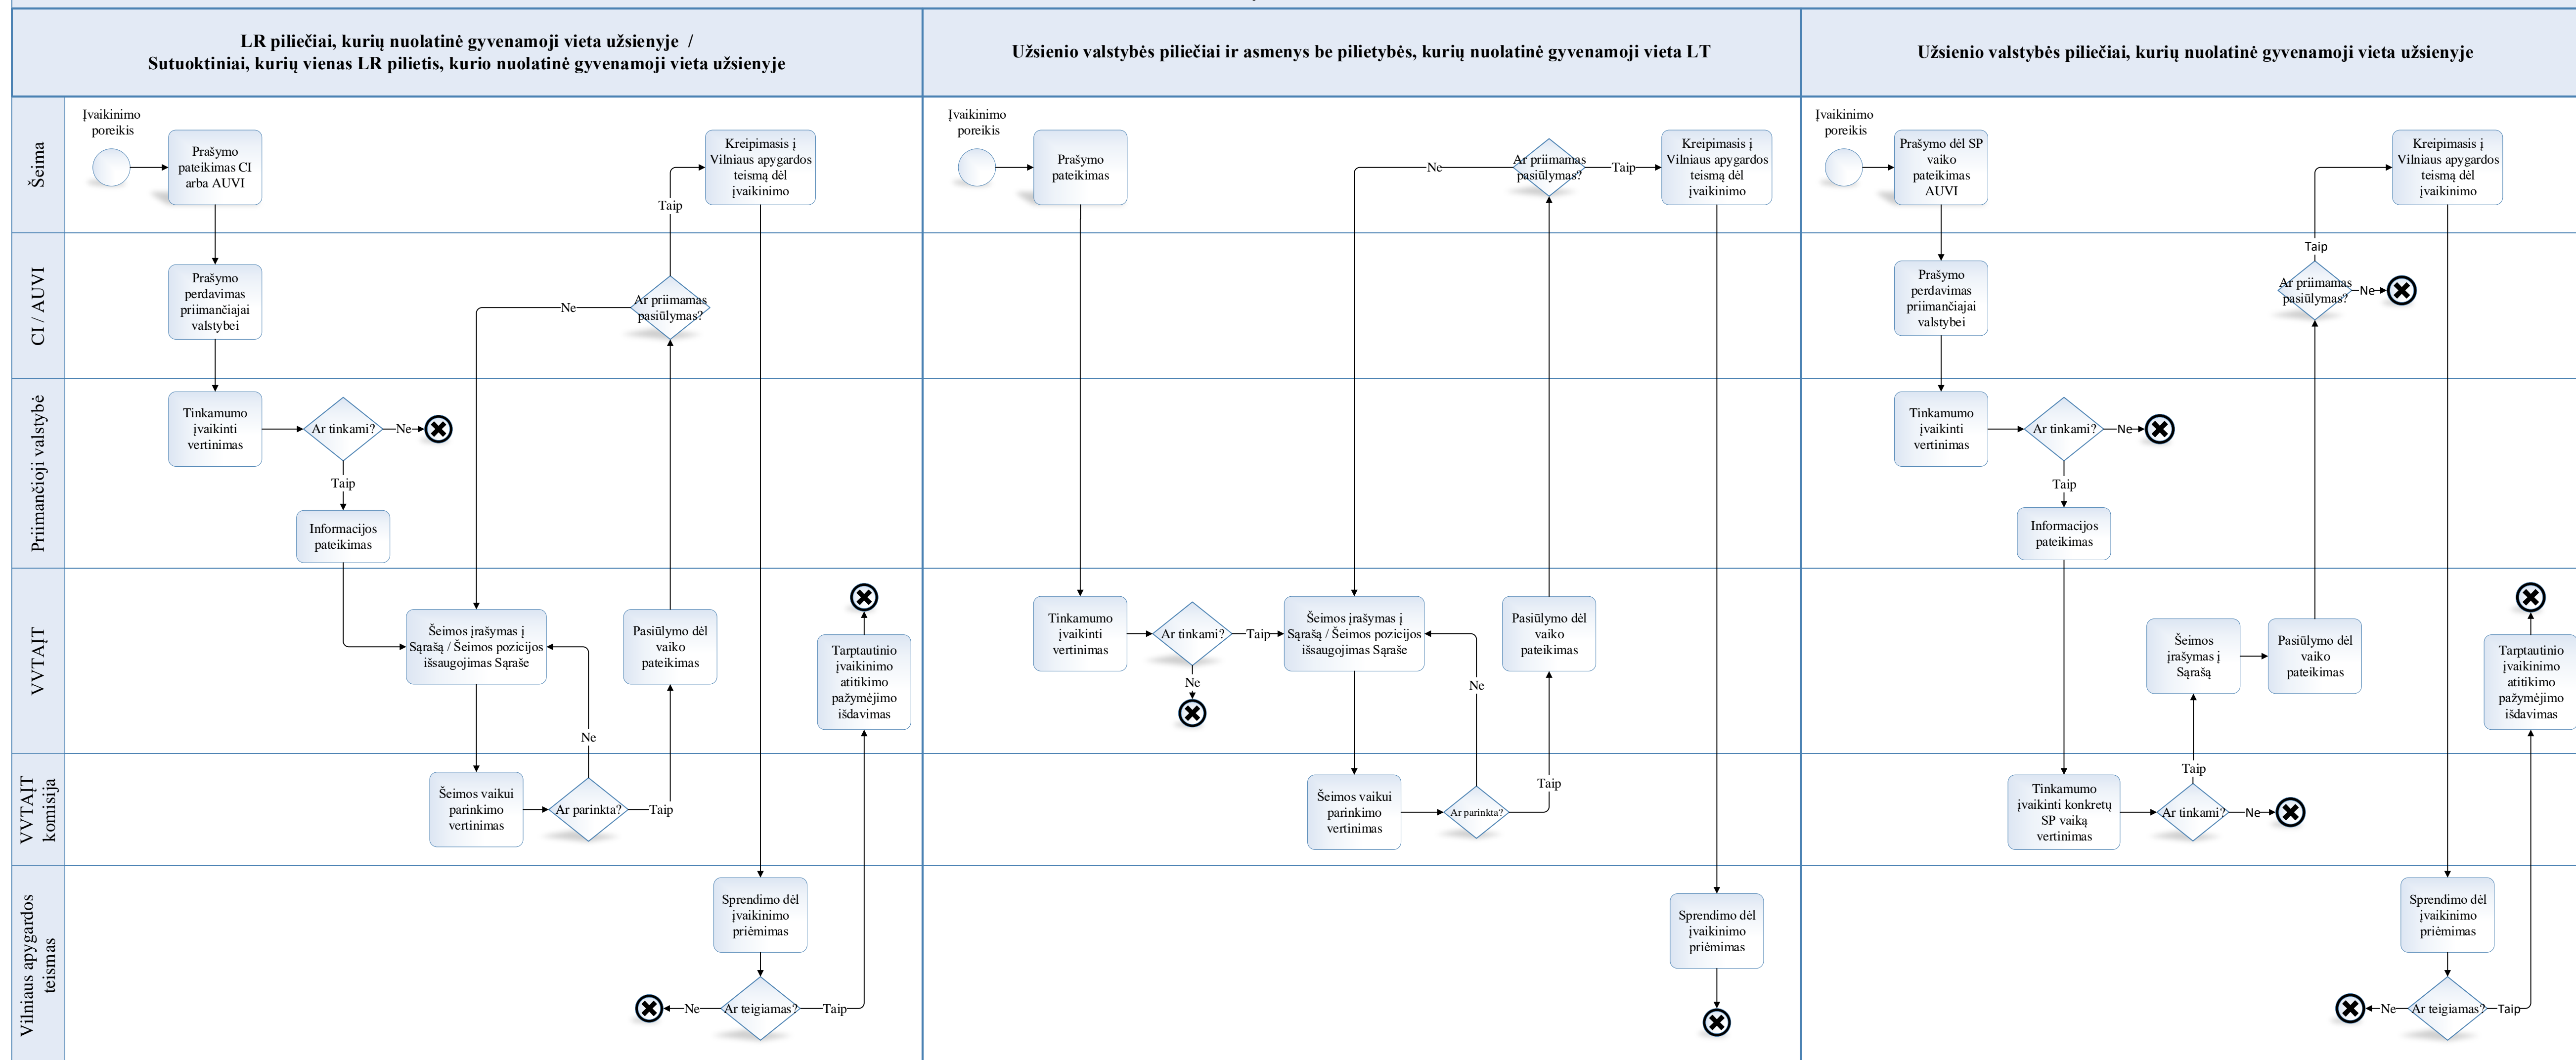 LR piliečiai, kurių nuolatinė gyvenamoji vieta užsienyje /
Sutuoktiniai, kurių vienas LR pilietis, kurio nuolatinė gyvenamoji vieta užsienyje
Užsienio valstybės piliečiai ir asmenys be pilietybės, kurių nuolatinė gyvenamoji vieta LT
Užsienio valstybės piliečiai, kurių nuolatinė gyvenamoji vieta užsienyje
Šeima
CI / AUVI
Priimančioji valstybė
VVTAĮT
VVTAĮT
komisija
Vilniaus apygardos
teismas
Įvaikinimo
poreikis
Prašymo
pateikimas CI
arba AUVI
Taip
Kreipimasis į
Vilniaus apygardos
teismą dėl
įvaikinimo
Prašymo
perdavimas
priimančiajai
valstybei
Ne
Ar priimamas
pasiūlymas?
Tinkamumo
įvaikinti
vertinimas
Ar tinkami?
Ne
Taip
Informacijos
pateikimas
Šeimos įrašymas į
Sąrašą / Šeimos pozicijos
išsaugojimas Sąraše
Pasiūlymo dėl
vaiko
pateikimas
Tarptautinio
įvaikinimo
atitikimo
pažymėjimo
išdavimas
Ne
Šeimos vaikui
parinkimo
vertinimas
Ar parinkta?
Taip
Sprendimo dėl
įvaikinimo
priėmimas
Ne
Ar teigiamas?
Taip
Įvaikinimo
poreikis
Prašymo
pateikimas
Ne
Ar priimamas
pasiūlymas?
Taip
Kreipimasis į
Vilniaus apygardos
teismą dėl
įvaikinimo
Tinkamumo
įvaikinti
vertinimas
Ar tinkami?
Taip
Ne
Šeimos įrašymas į
Sąrašą / Šeimos pozicijos
išsaugojimas Sąraše
Ne
Pasiūlymo dėl
vaiko
pateikimas
Šeimos vaikui
parinkimo
vertinimas
Ar parinkta?
Taip
Sprendimo dėl
įvaikinimo
priėmimas
Įvaikinimo
poreikis
Prašymo dėl SP
vaiko
pateikimas
AUVI
Kreipimasis į
Vilniaus apygardos
teismą dėl
įvaikinimo
Taip
Prašymo
perdavimas
priimančiajai
valstybei
Ar priimamas
pasiūlymas?
Ne
Tinkamumo
įvaikinti
vertinimas
Ar tinkami?
Ne
Taip
Informacijos
pateikimas
Šeimos
įrašymas į
Sąrašą
Pasiūlymo dėl
vaiko
pateikimas
Tarptautinio
įvaikinimo
atitikimo
pažymėjimo
išdavimas
Taip
Tinkamumo
įvaikinti konkretų
SP vaiką
vertinimas
Ar tinkami?
Ne
Sprendimo dėl
įvaikinimo
priėmimas
Ne
Ar teigiamas?
Taip